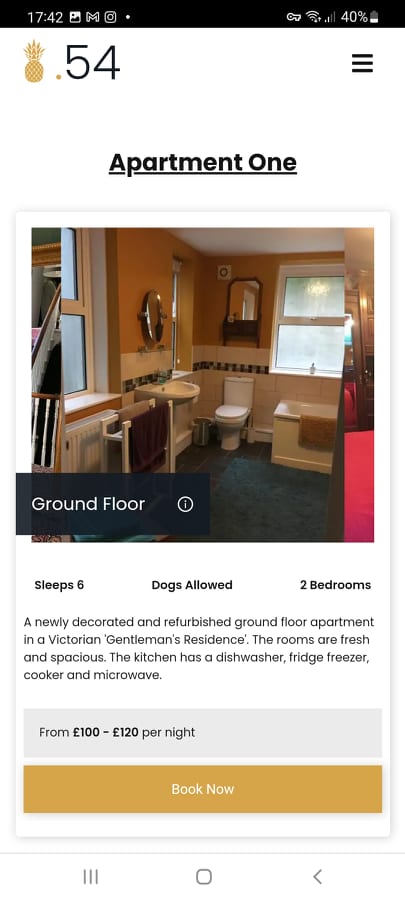 17:42
40%
.54
Apartment One
Ground Floor
Sleeps 6 Dogs Allowed 2 Bedrooms
A newly decorated and refurbished ground floor apartment
in a Victorian 'Gentleman's Residence'. The rooms are fresh
and spacious. The kitchen has a dishwasher, fridge freezer,
cooker and microwave.
From £100 - £120 per night
Book Now